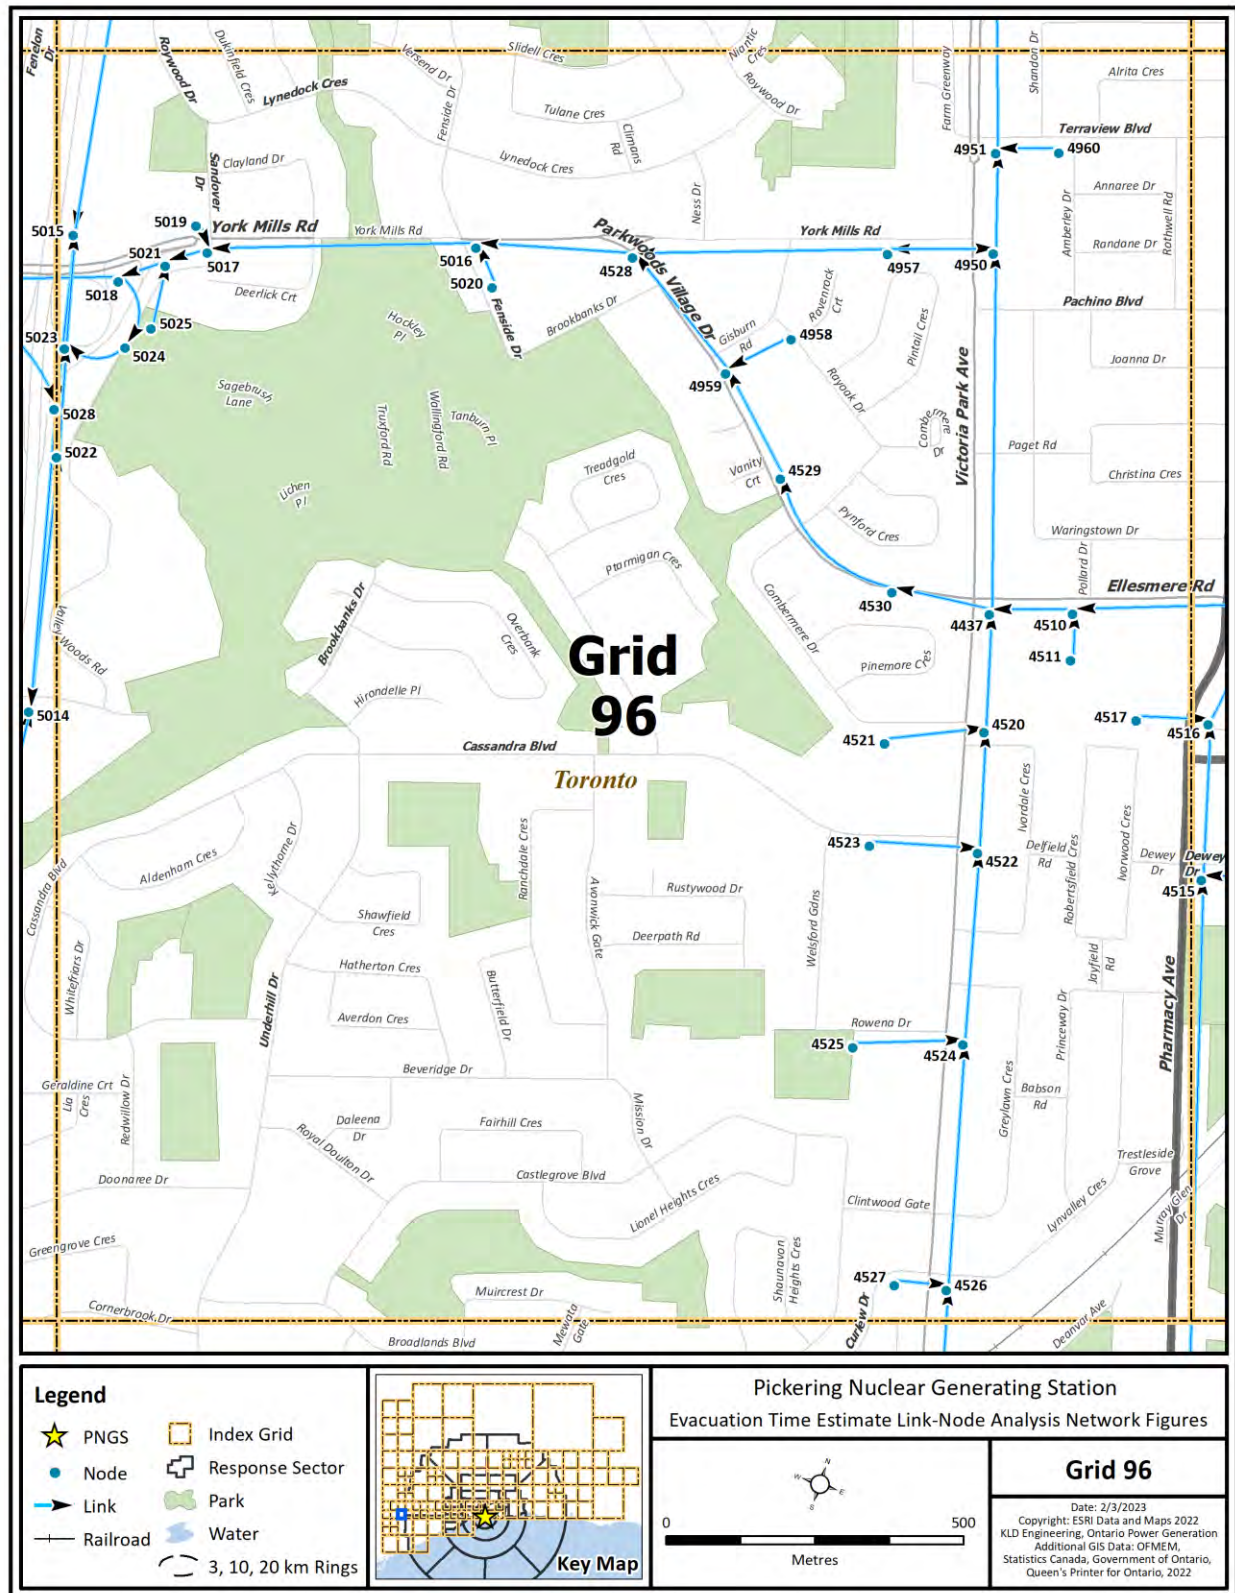 Fenelon
Dr
Roywood Dr
Dukinfield Cres
Lynedock Cres
Versend Dr
Slidell Cres
Niantic
Cres
Roywood Dr
Farm Greenway
Shandon Dr
Alrita Cres
Tulane Cres
Fenside Dr
Climans
Rd
Terraview Blvd
4951
4960
Sandover
Dr
Clayland Dr
Lynedock Cres
Ness Dr
Amberley Dr
Annaree Dr
Rothwell Rd
5015
5019
York Mills Rd
York Mills Rd
Parkwoods Village Dr
York Mills Rd
Randane Dr
5021
5017
5016
4528
4957
4950
5018
Deerlick Crt
5020
Fenside Dr
Brookbanks Dr
Ravenrock
Crt
Pachino Blvd
5025
Hockley
Pl
Gisburn
Rd
4958
Pintail Cres
5023
5024
Joanna Dr
4959
Rayoak Dr
Victoria Park Ave
5028
Sagebrush
Lane
Truxford Rd
Wallingford Rd
Tanburn Pl
Combermere
Dr
Paget Rd
5022
Treadgold
Cres
Vanity
Crt
4529
Christina Cres
Lichen
Pl
Pynford Cres
Waringstown Dr
Pollard Dr
Ptarmigan Cres
Ellesmere Rd
Brookbanks Dr
Combermere Dr
4530
4437
4510
Valley Woods Rd
Overbank
Cres
Grid
96
Pinemore Cres
4511
Hirondelle Pl
5014
4517
4516
4521
4520
Cassandra Blvd
Toronto
Ivordale Cres
Ranchdale Cres
4523
4522
Delfield
Rd
Robertsfield Cres
Ivorwood Cres
Dewey
Dr
Dewey
Dr
4515
Kellythorne Dr
Aldenham Cres
Cassandra Blvd
Rustywood Dr
Avonwick Gate
Shawfield
Cres
Deerpath Rd
Welsford Gdns
Whitefriars Dr
Hatherton Cres
Butterfield Dr
Jayfield
Rd
Underhill Dr
Averdon Cres
Rowena Dr
Princeway Dr
Pharmacy Ave
4525
4524
Beveridge Dr
Geraldine Crt
Lia
Cres
Redwillow Dr
Greylawn Cres
Babson
Rd
Daleena
Dr
Fairhill Cres
Mission Dr
Royal Doulton Dr
Trestleside
Grove
Doonaree Dr
Castlegrove Blvd
Lionel Heights Cres
Clintwood Gate
Lynvalley Cres
Murray Glen
Dr
Greengrove Cres
Shaunavon
Heights Cres
4527
4526
Muircrest Dr
Cornerbrook Dr
Curlew Dr
Broadlands Blvd
Mewata
Gate
Deanvar Ave
Legend
PNGS
Node
Link
Railroad
Index Grid
Response Sector
Park
Water
3, 10, 20 km Rings
Key Map
Pickering Nuclear Generating Station
Evacuation Time Estimate Link-Node Analysis Network Figures
N
W
E
S
0
500
Metres
Grid 96
Date: 2/3/2023
Copyright: ESRI Data and Maps 2022
KLD Engineering, Ontario Power Generation
Additional GIS Data: OFMEM,
Statistics Canada, Government of Ontario,
Queen's Printer for Ontario, 2022